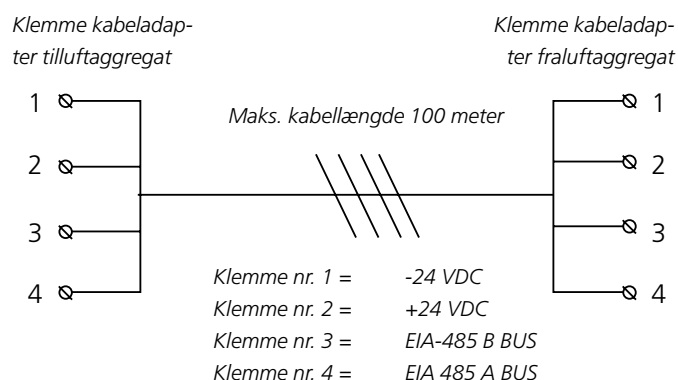 Klemme kabeladap-
ter tilluftaggregat
Klemme kabeladap-
ter fraluftaggregat
1
2
3
4
Maks. kabellængde 100 meter
1
2
3
4
Klemme nr. 1 = -24 VDC
Klemme nr. 2 = +24 VDC
Klemme nr. 3 = EIA-485 B BUS
Klemme nr. 4 = EIA 485 A BUS